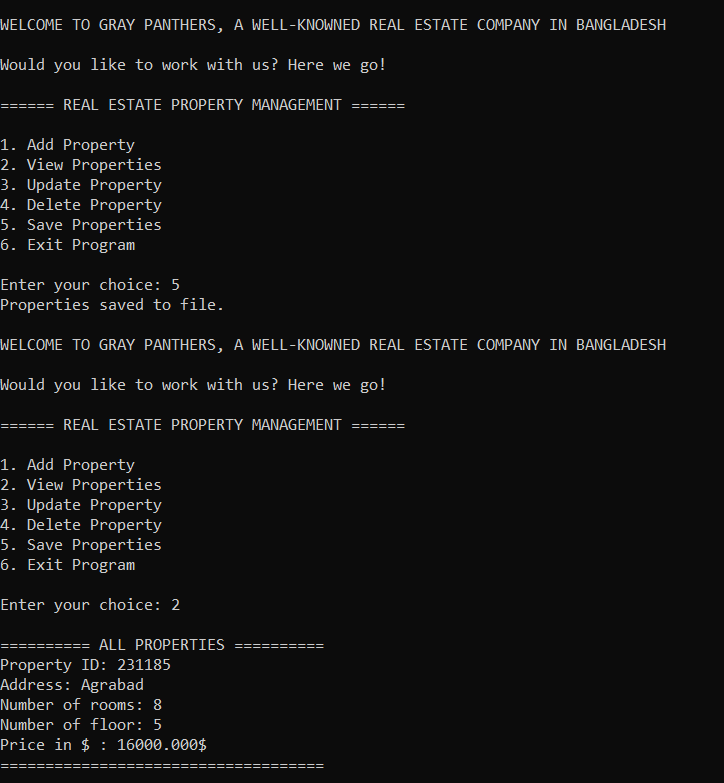 WELCOME TO GRAY PANTHERS, A WELL-KNOWNED REAL ESTATE COMPANY IN BANGLADESH
Would you like to work with us? Here we go!
====== REAL ESTATE PROPERTY MANAGEMENT ======
1. Add Property
2. View Properties
3. Update Property
4. Delete Property
5. Save Properties
6. Exit Program
Enter your choice: 5
Properties saved to file.
WELCOME TO GRAY PANTHERS, A WELL-KNOWNED REAL ESTATE COMPANY IN BANGLADESH
Would you like to work with us? Here we go!
====== REAL ESTATE PROPERTY MANAGEMENT ======
1. Add Property
2. View Properties
3. Update Property
4. Delete Property
5. Save Properties
6. Exit Program
Enter your choice: 2
========== ALL PROPERTIES ==========
Property ID: 231185
Address: Agrabad
Number of rooms: 8
Number of floor: 5
Price in $ : 16000.000$
====================================